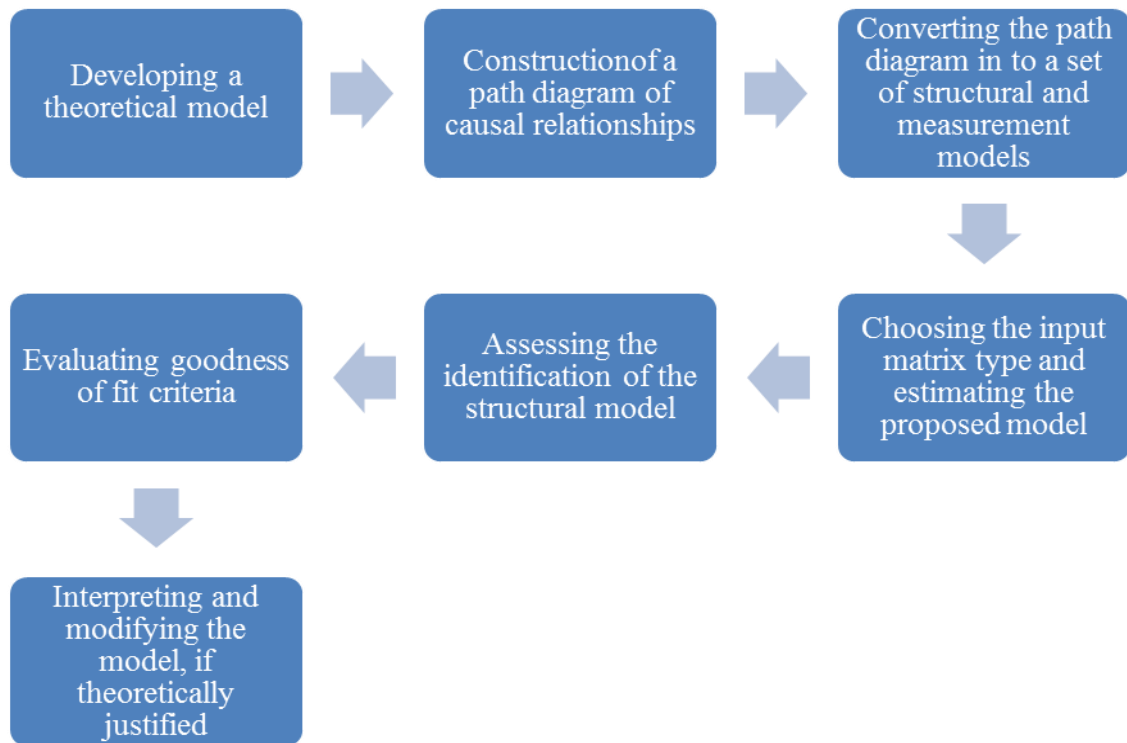 Developing a
theoretical model
Constructionof a
path diagram of
causal relationships
Converting the path
diagram in to a set
of structural and
measurement
models
Choosing the input
matrix type and
estimating the
proposed model
Assessing the
identification of the
structural model
Evaluating goodness
of fit criteria
Interpreting and
modifying the
model, if
theoretically
justified